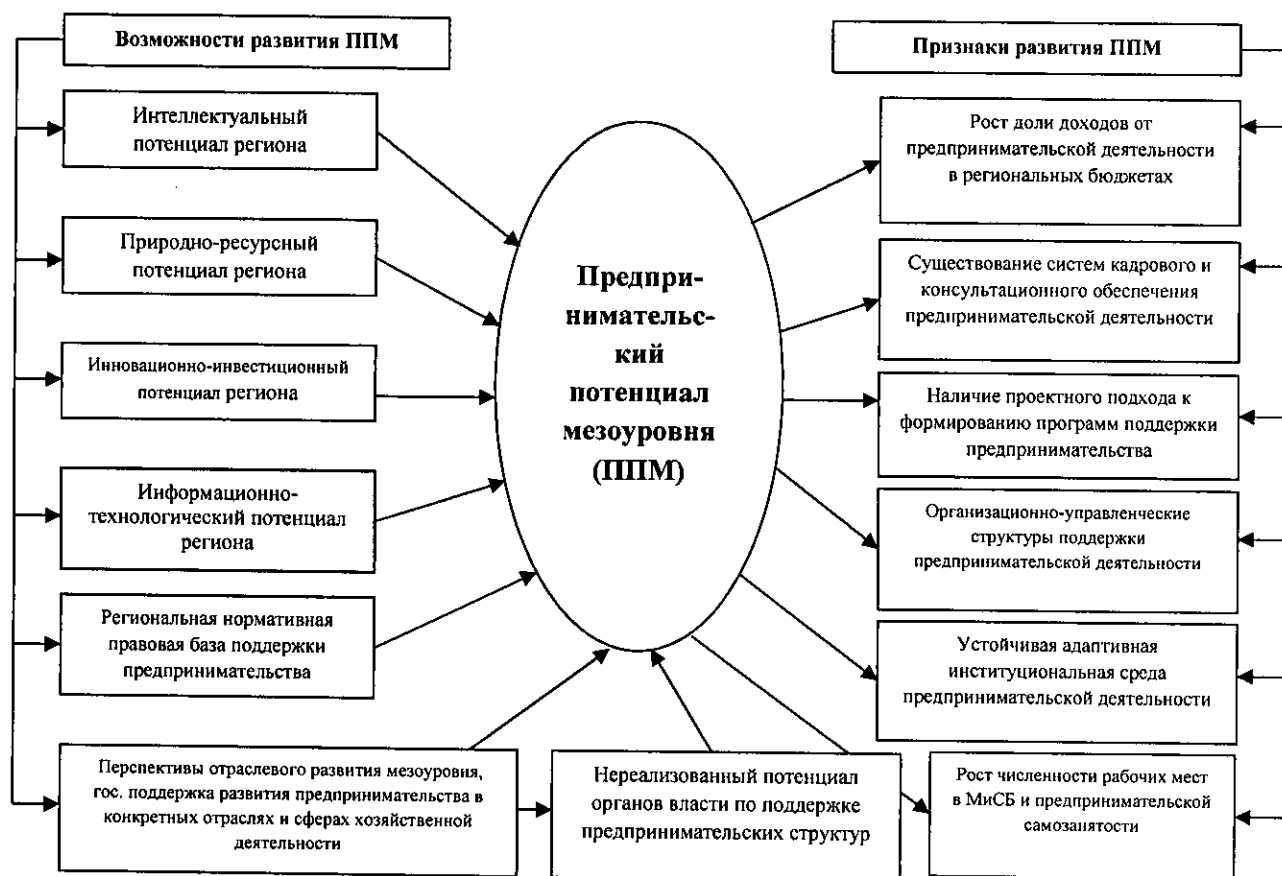 Возможности развития ППМ
Интеллектуальный
потенциал региона
Природно-ресурсный
потенциал региона
Инновационно-инвестиционный
потенциал региона
Информационно-
технологический потенциал
региона
Региональная нормативная
правовая база поддержки
предпринимательства
Перспективы отраслевого развития мезоуровня,
гос. поддержка развития предпринимательства в
конкретных отраслях и сферах хозяйственной
деятельности
Предпри-
нимательс-
кий
потенциал
мезоуровня
(ППМ)
Нереализованный потенциал
органов власти по поддержке
предпринимательских структур
Признаки развития ППМ
Рост доли доходов от
предпринимательской деятельности
в региональных бюджетах
Существование систем кадрового и
консультационного обеспечения
предпринимательской деятельности
Наличие проектного подхода к
формированию программ поддержки
предпринимательства
Организационно-управленческие
структуры поддержки
предпринимательской деятельности
Устойчивая адаптивная
институциональная среда
предпринимательской деятельности
Рост численности рабочих мест
в МиСБ и предпринимательской
самозанятости